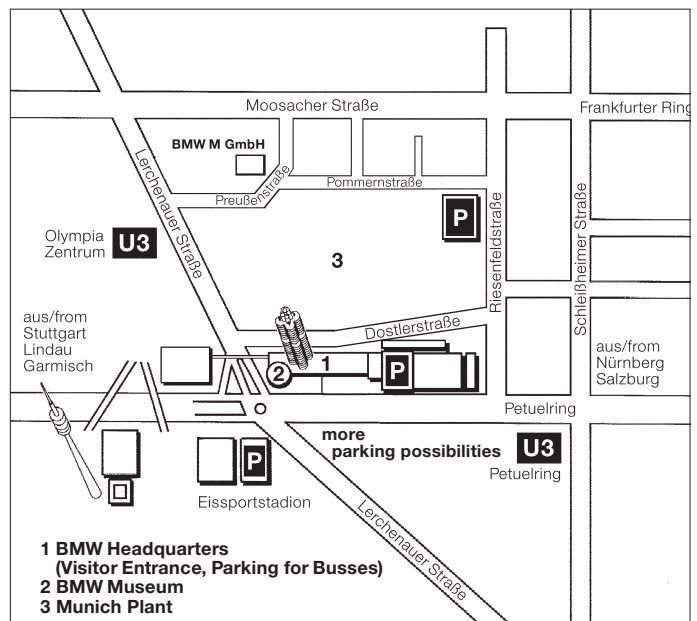 Moosacher Straße
Frankfurter Ring
BMW M GmbH
Lerchenauer Straße
Preußenstraße
Pommernstraße
P
Riesenfeldstraße
Schleißheimer Straße
Olympia
Zentrum
U3
3
aus/from
Stuttgart
Lindau
Garmisch
Dostlerstraße
aus/from
Nürnberg
Salzburg
1
2
P
Petuelring
more
parking possibilities
U3
Petuelring
P
Eissportstadion
Lerchenauer Straße
1 BMW Headquarters
(Visitor Entrance, Parking for Busses)
2 BMW Museum
3 Munich Plant